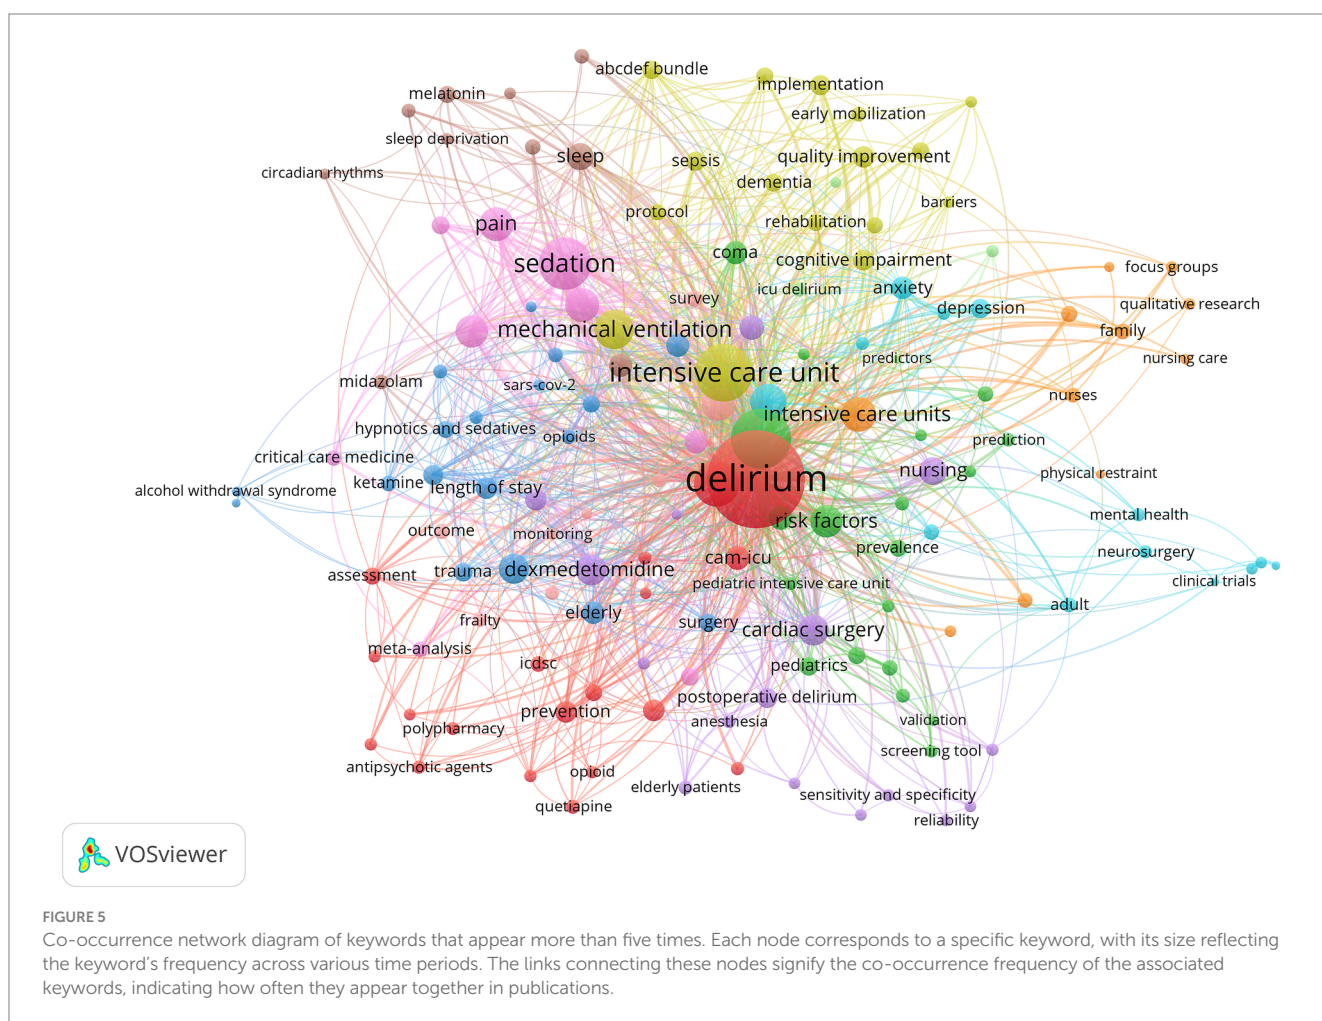 abcdef bundle
implementation
melatonin
early mobilization
sleep deprivation
sleep
sepsis
quality improvement
circadian rhythms
dementia
protocol
barriers
pain
rehabilitation
coma
cognitive impairment
sedation
focus groups
icu delirium
anxiety
survey
depression
qualitative research
mechanical ventilation
family
predictors
nursing care
intensive care unit
midazolam
sars-cov-2
nurses
intensive care units
hypnotics and sedatives
opioids
prediction
critical care medicine
nursing
physical restraint
delirium
ketamine
length of stay
alcohol withdrawal syndrome
mental health
risk factors
outcome
monitoring
prevalence
neurosurgery
cam-icu
assessment
trauma
dexmedetomidine
pediatric intensive care unit
clinical trials
adult
elderly
frailty
surgery
cardiac surgery
meta-analysis
icdsc
pediatrics
postoperative delirium
prevention
anesthesia
validation
polypharmacy
screening tool
antipsychotic agents
opioid
elderly patients
sensitivity and specificity
quetiapine
reliability
VOSviewer
FIGURE 5
Co-occurrence network diagram of keywords that appear more than five times. Each node corresponds to a specific keyword, with its size reflecting
the keyword's frequency across various time periods. The links connecting these nodes signify the co-occurrence frequency of the associated
keywords, indicating how often they appear together in publications.